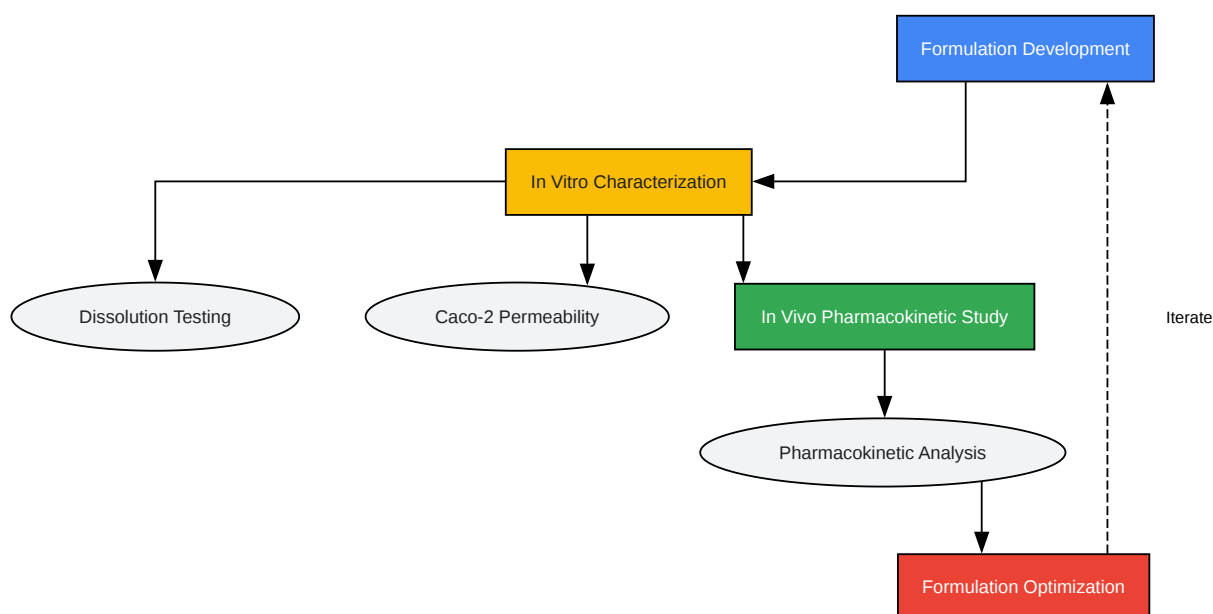 Formulation Development
In Vitro Characterization
Dissolution Testing
Caco-2 Permeability
In Vivo Pharmacokinetic Study
Iterate
Pharmacokinetic Analysis
Formulation Optimization